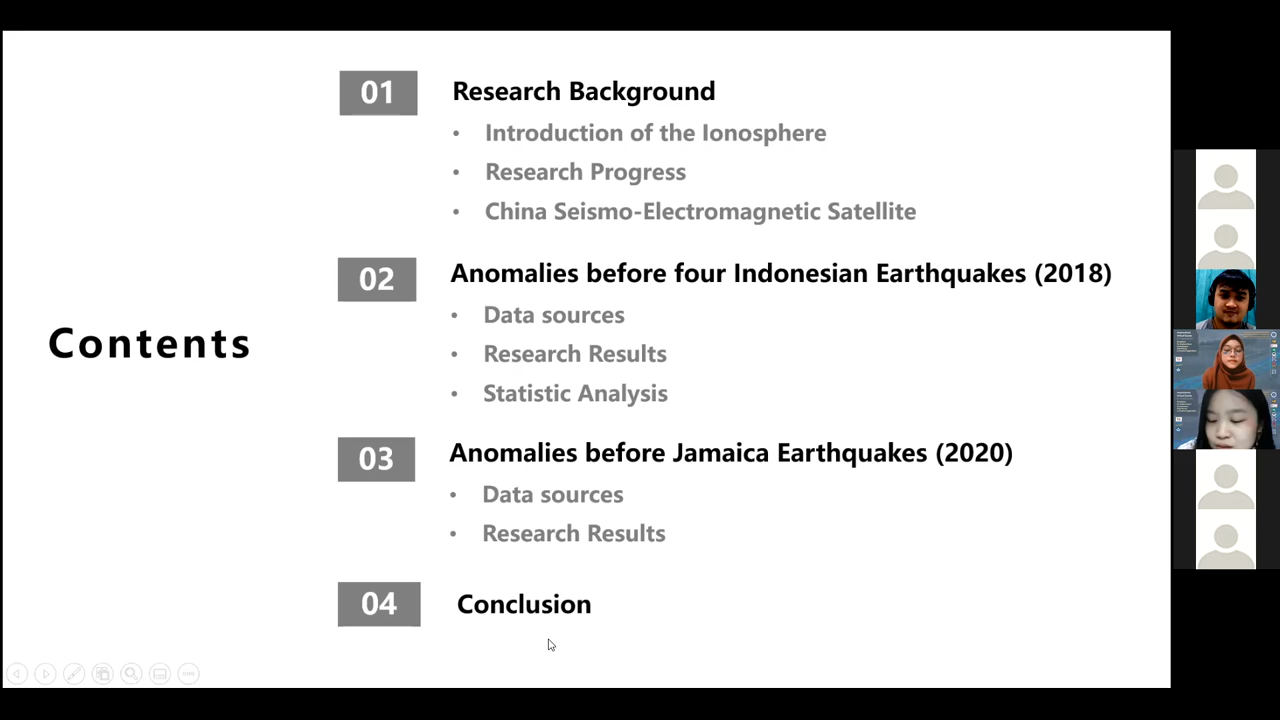 Contents
01
Research Background
• Introduction of the Ionosphere
• Research Progress
• China Seismo-Electromagnetic Satellite
02
Anomalies before four Indonesian Earthquakes (2018)
• Data sources
• Research Results
• Statistic Analysis
03
Anomalies before Jamaica Earthquakes (2020)
• Data sources
• Research Results
04
Conclusion